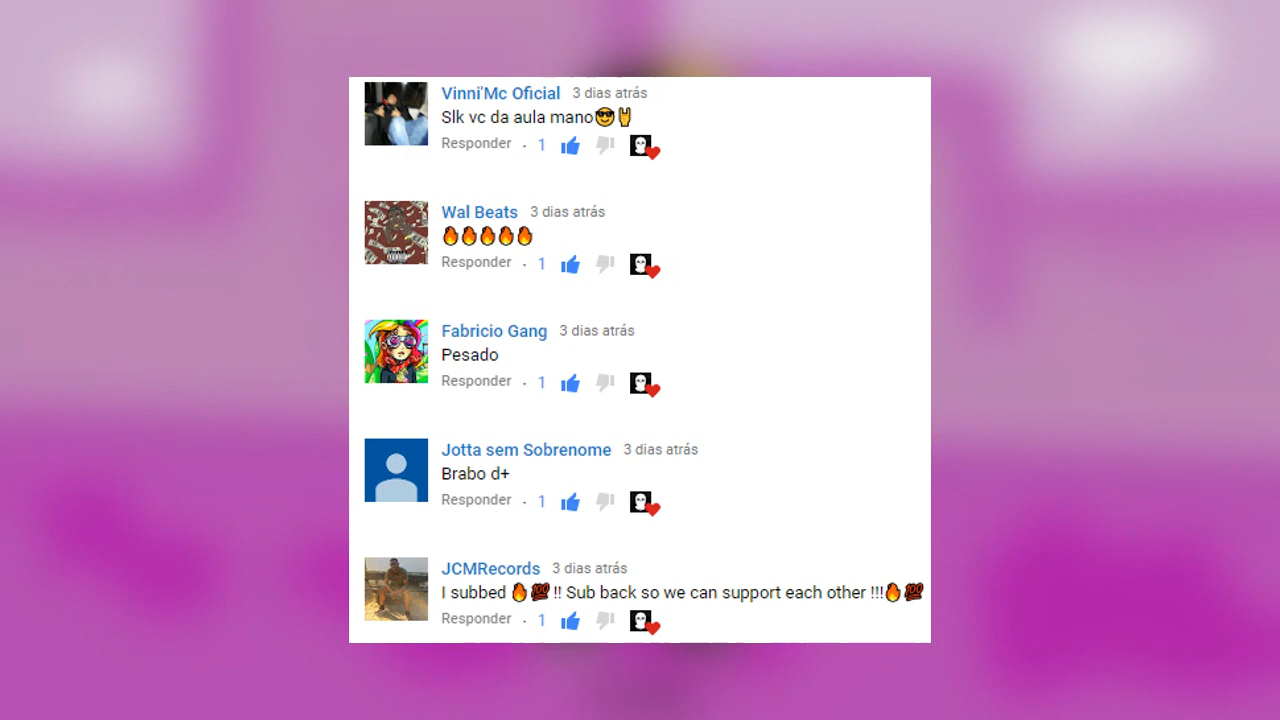 Vinni'Mc Oficial 3 dias atrás
Slk vc da aula mano😎🤘
Responder . 1
Wal Beats 3 dias atrás
🔥🔥🔥🔥🔥
Responder . 1
Fabricio Gang 3 dias atrás
Pesado
Responder . 1
Jotta sem Sobrenome 3 dias atrás
Brabo d+
Responder . 1
JCMRecords 3 dias atrás
I subbed 🔥💯 !! Sub back so we can support each other !!!🔥💯
Responder . 1